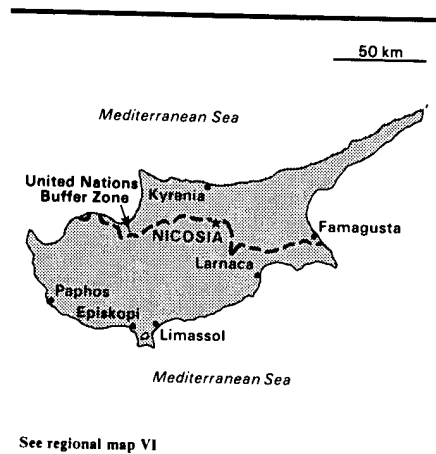 50 km
Mediterranean Sea
United Nations
Buffer Zone
Kyrenia
NICOSIA
Famagusta
Larnaca
Paphos
Episkopi
Limassol
Mediterranean Sea
See regional map VI